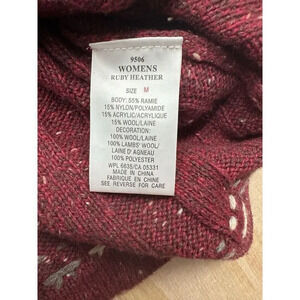 9506
WOMENS
RUBY HEATHER
SIZE M
BODY: 55% RAMIE
15% NYLON/POLYAMIDE
15% ACRYLIC/ACRYLIQUE
15% WOOL/LAINE
DECORATION:
100% WOOL/LAINE
100% LAMBS' WOOL/
LAINE D'AGNEAU
100% POLYESTER
WPL 6635/CA 05331
MADE IN CHINA
FABRIQUE EN CHINE
SEE REVERSE FOR CARE